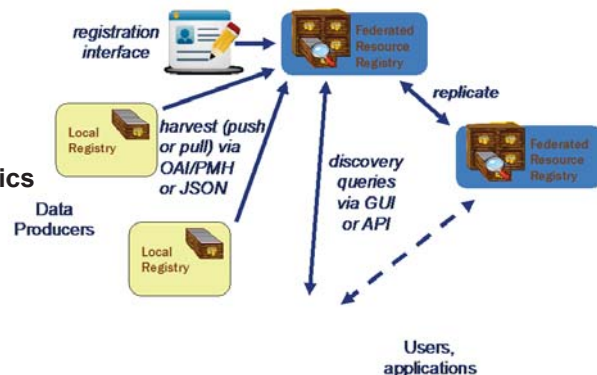 registration
interface
Federated
Resource
Registry
replicate
Local
Registry
harvest (push
or pull) via
OAI/PMH
or JSON
discovery
queries
via GUI
or API
Federated
Resource
Registry
ics
Data
Producers
Local
Registry
Users,
applications